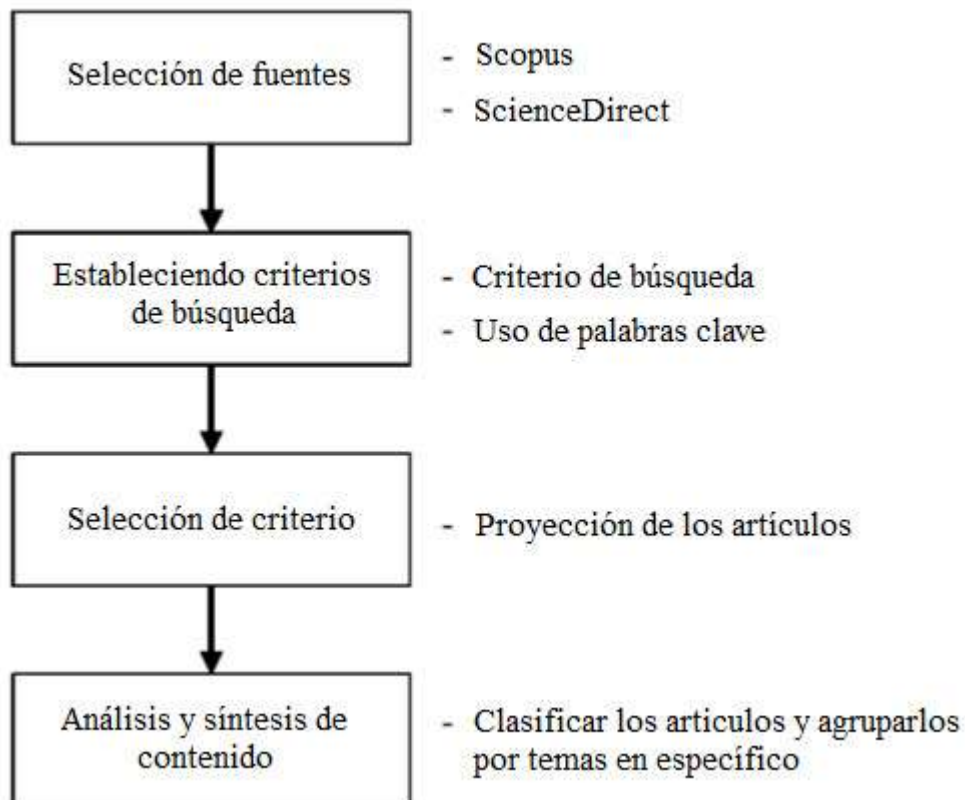 Selección de fuentes
- Scopus
- ScienceDirect
Estableciendo criterios
de búsqueda
- Criterio de búsqueda
- Uso de palabras clave
Selección de criterio
- Proyección de los artículos
Análisis y síntesis de
contenido
- Clasificar los articulos y agruparlos
por temas en específico